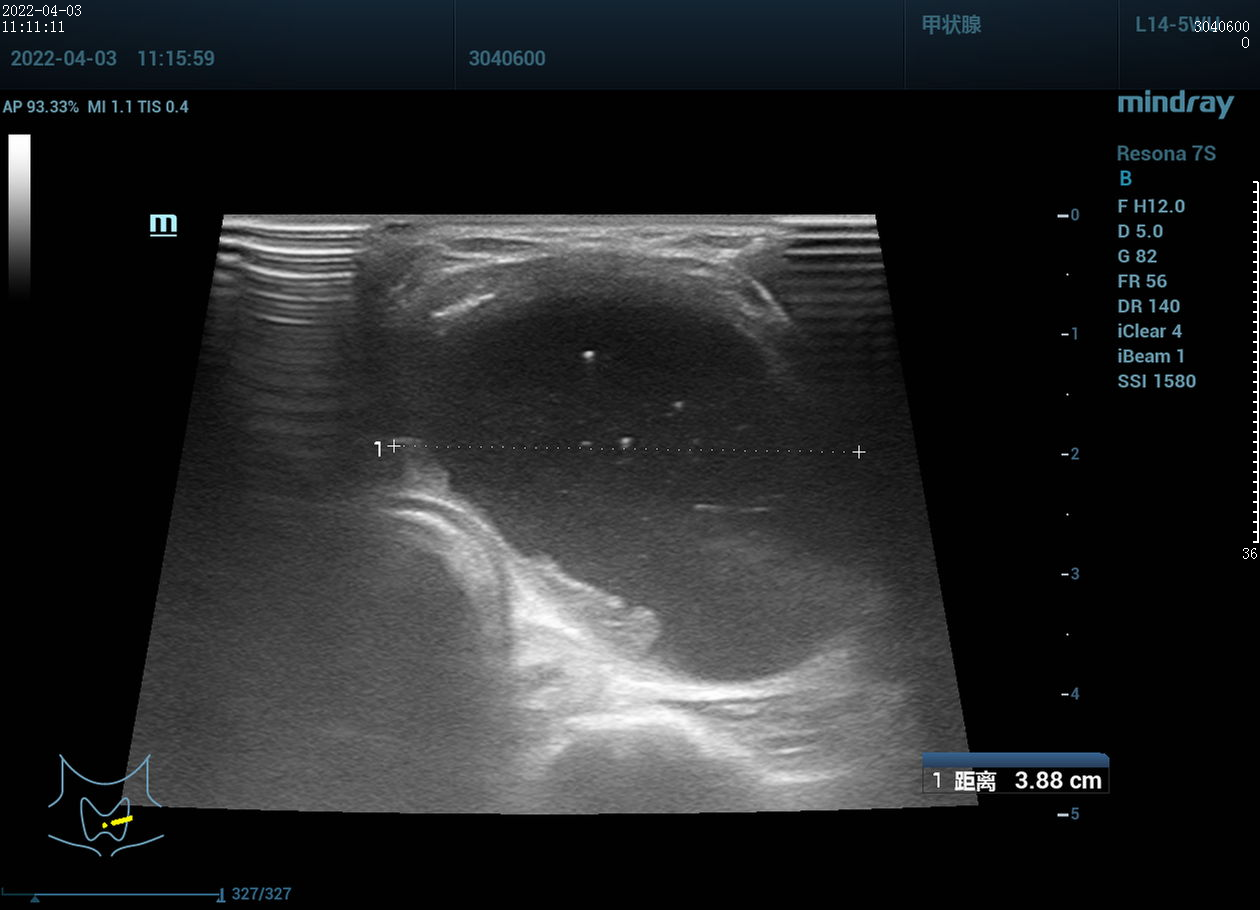 2022-04-03
11:11:11
2022-04-03 11:15:59
3040600
甲状腺
L14-5W
3040600
0
AP 93.33% MI 1.1 TIS 0.4
mindray
Resona 7S
B
F H12.0
D 5.0
G 82
FR 56
DR 140
iClear 4
iBeam 1
SSI 1580
m
0
1
2
3
4
5
1
36
1 距离 3.88 cm
327/327